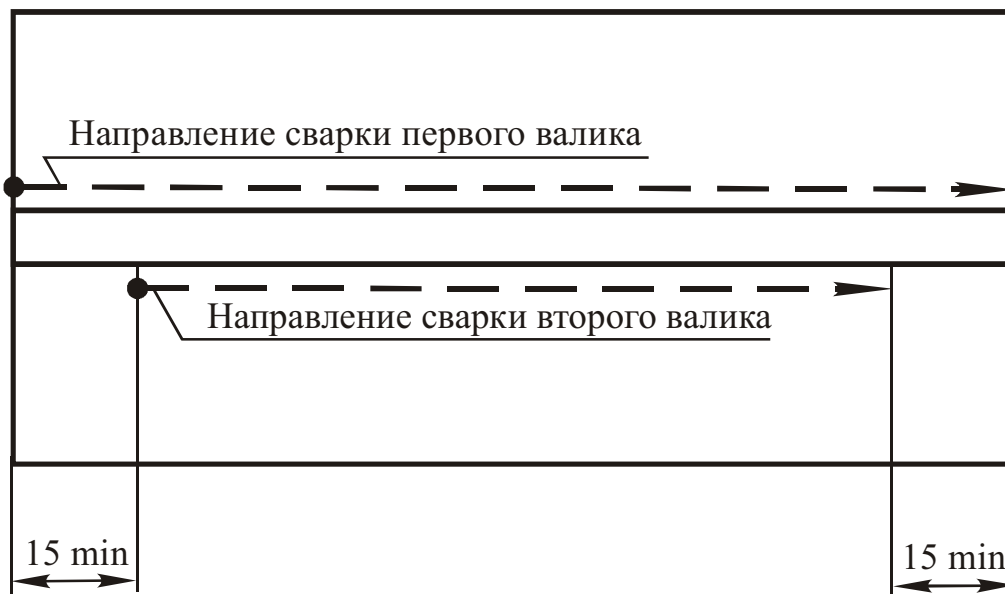 Направление сварки первого валика
Направление сварки второго валика
15 min
15 min